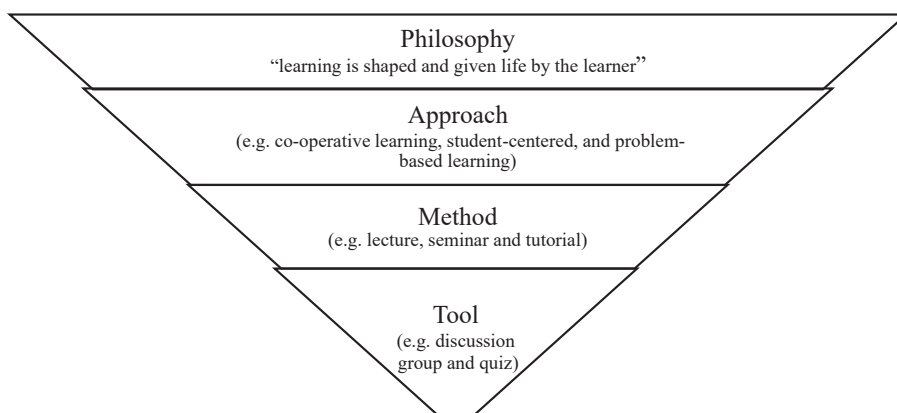 Philosophy
“learning is shaped and given life by the learner”
Approach
(e.g. co-operative learning, student-centered, and problem-
based learning)
Method
(e.g. lecture, seminar and tutorial)
Tool
(e.g. discussion
group and quiz)